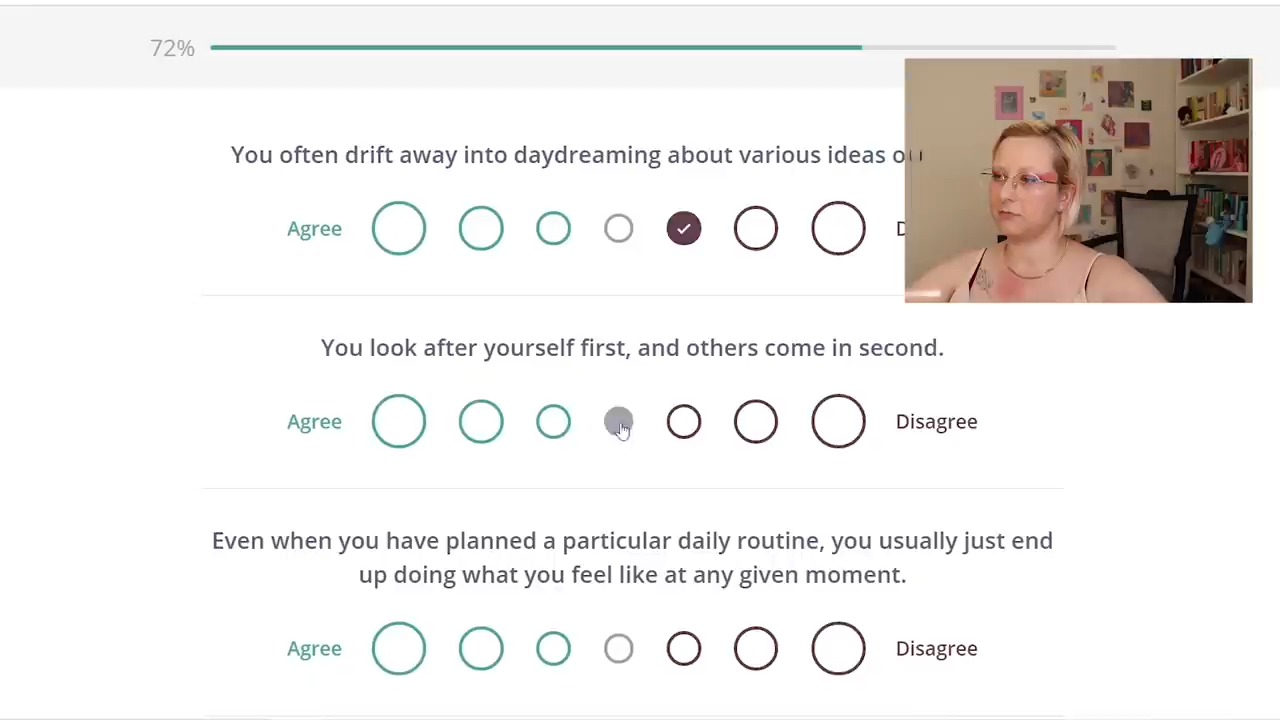 72%
You often drift away into daydreaming about various ideas
Agree
You look after yourself first, and others come in second.
Agree Disagree
Even when you have planned a particular daily routine, you usually just end
up doing what you feel like at any given moment.
Agree Disagree